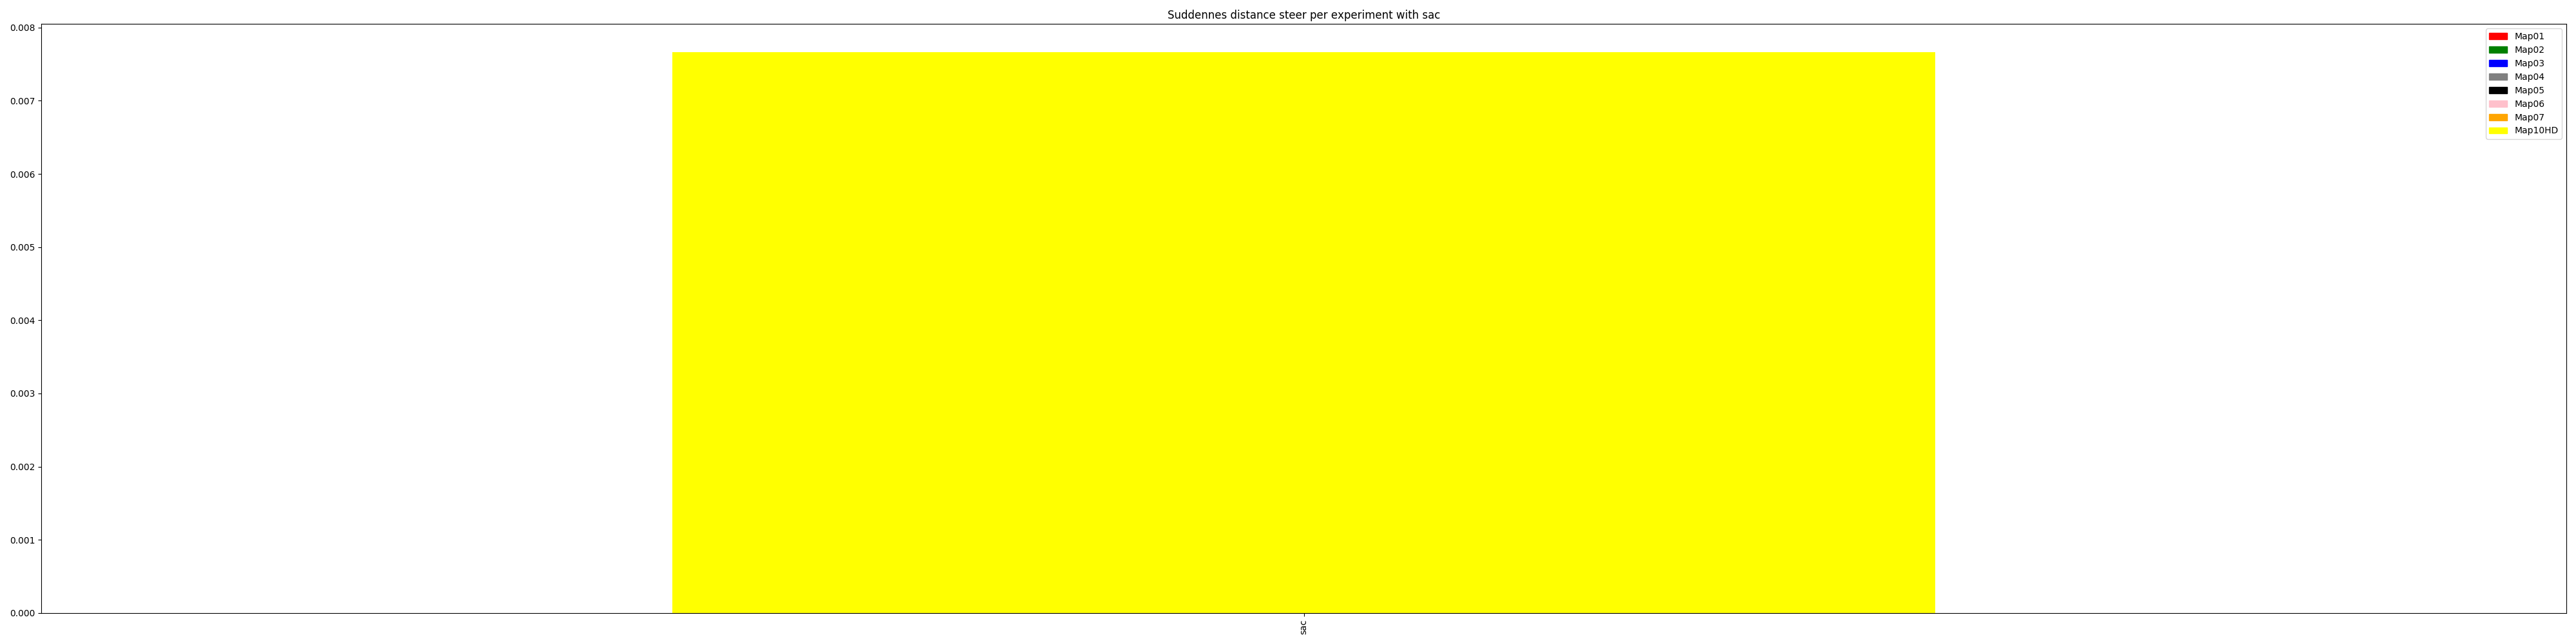 Suddennes distance steer per experiment with sac
0.008
0.007
0.006
0.005
0.004
0.003
0.002
0.001
0.000
Map01
Map02
Map03
Map04
Map05
Map06
Map07
Map10HD
sac